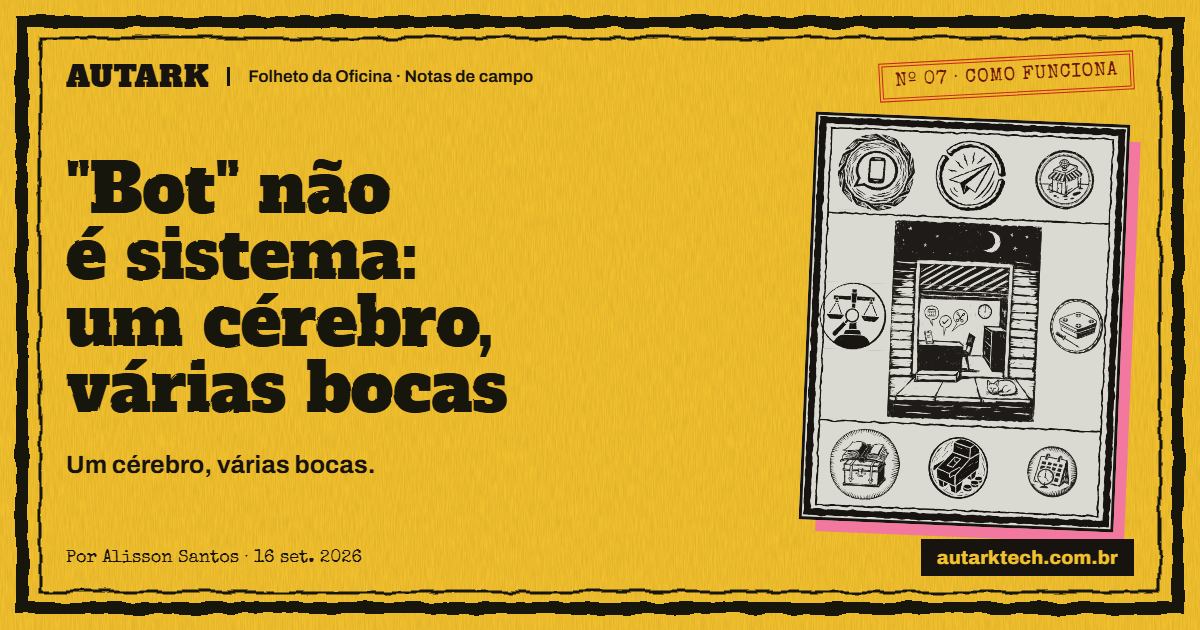 AUTARK
Folheto da Oficina · Notas de campo
Nº 07 · COMO FUNCIONA
"Bot" não
é sistema:
um cérebro,
várias bocas
Um cérebro, várias bocas.
Por Alisson Santos · 16 set. 2026
autarktech.com.br